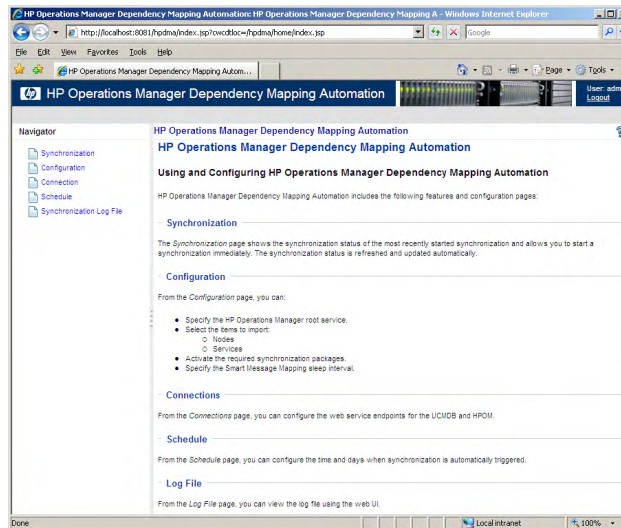 HP Operations Manager Dependency Mapping Automation: HP Operations Manager Dependency Mapping A - Windows Internet Explorer
http://localhost:8081/hpdma/index.jsp?owcdtloc=/hpdma/home/index.jsp
Google
File Edit View Favorites Tools Help
HP Operations Manager Dependency Mapping Autom...
Page Tools
hp HP Operations Manager Dependency Mapping Automation
User: adm
Logout
Navigator
Synchronization
Configuration
Connection
Schedule
Synchronization Log File
HP Operations Manager Dependency Mapping Automation
HP Operations Manager Dependency Mapping Automation
Using and Configuring HP Operations Manager Dependency Mapping Automation
HP Operations Manager Dependency Mapping Automation includes the following features and configuration pages:
Synchronization
The Synchronization page shows the synchronization status of the most recently started synchronization and allows you to start a
synchronization immediately. The synchronization status is refreshed and updated automatically.
Configuration
From the Configuration page, you can:
Specify the HP Operations Manager root service.
Select the items to import:
Nodes
Services
Activate the required synchronization packages.
Specify the Smart Message Mapping sleep interval.
Connections
From the Connections page, you can configure the web service endpoints for the UCMDB and HPOM.
Schedule
From the Schedule page, you can configure the time and days when synchronization is automatically triggered.
Log File
From the Log File page, you can view the log file using the web UI.
Done
Local intranet
100%